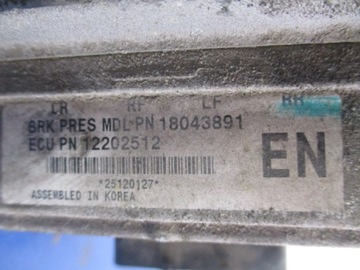 LR RF LF RR
BRK PRES MDL-PN 18043891
ECU PN 12202512
EN
*25120127*
ASSEMBLED IN KOREA